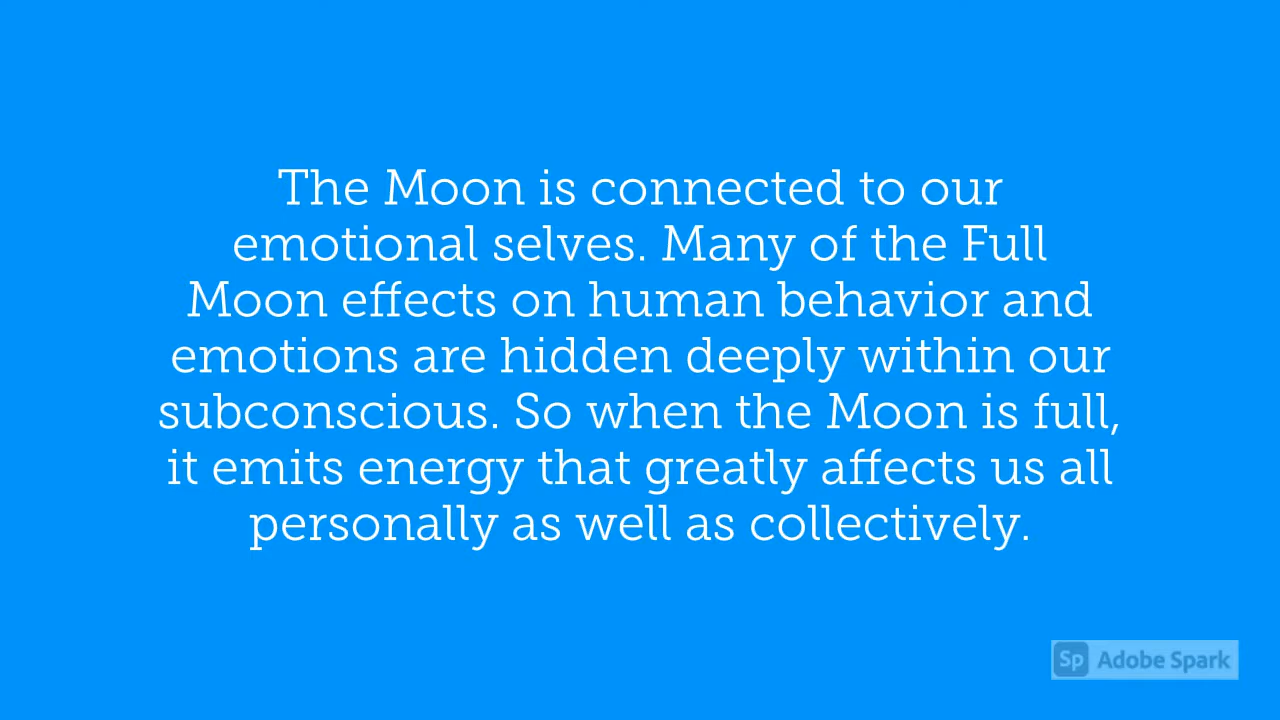 The Moon is connected to our
emotional selves. Many of the Full
Moon effects on human behavior and
emotions are hidden deeply within our
subconscious. So when the Moon is full,
it emits energy that greatly affects us all
personally as well as collectively.
Sp Adobe Spark